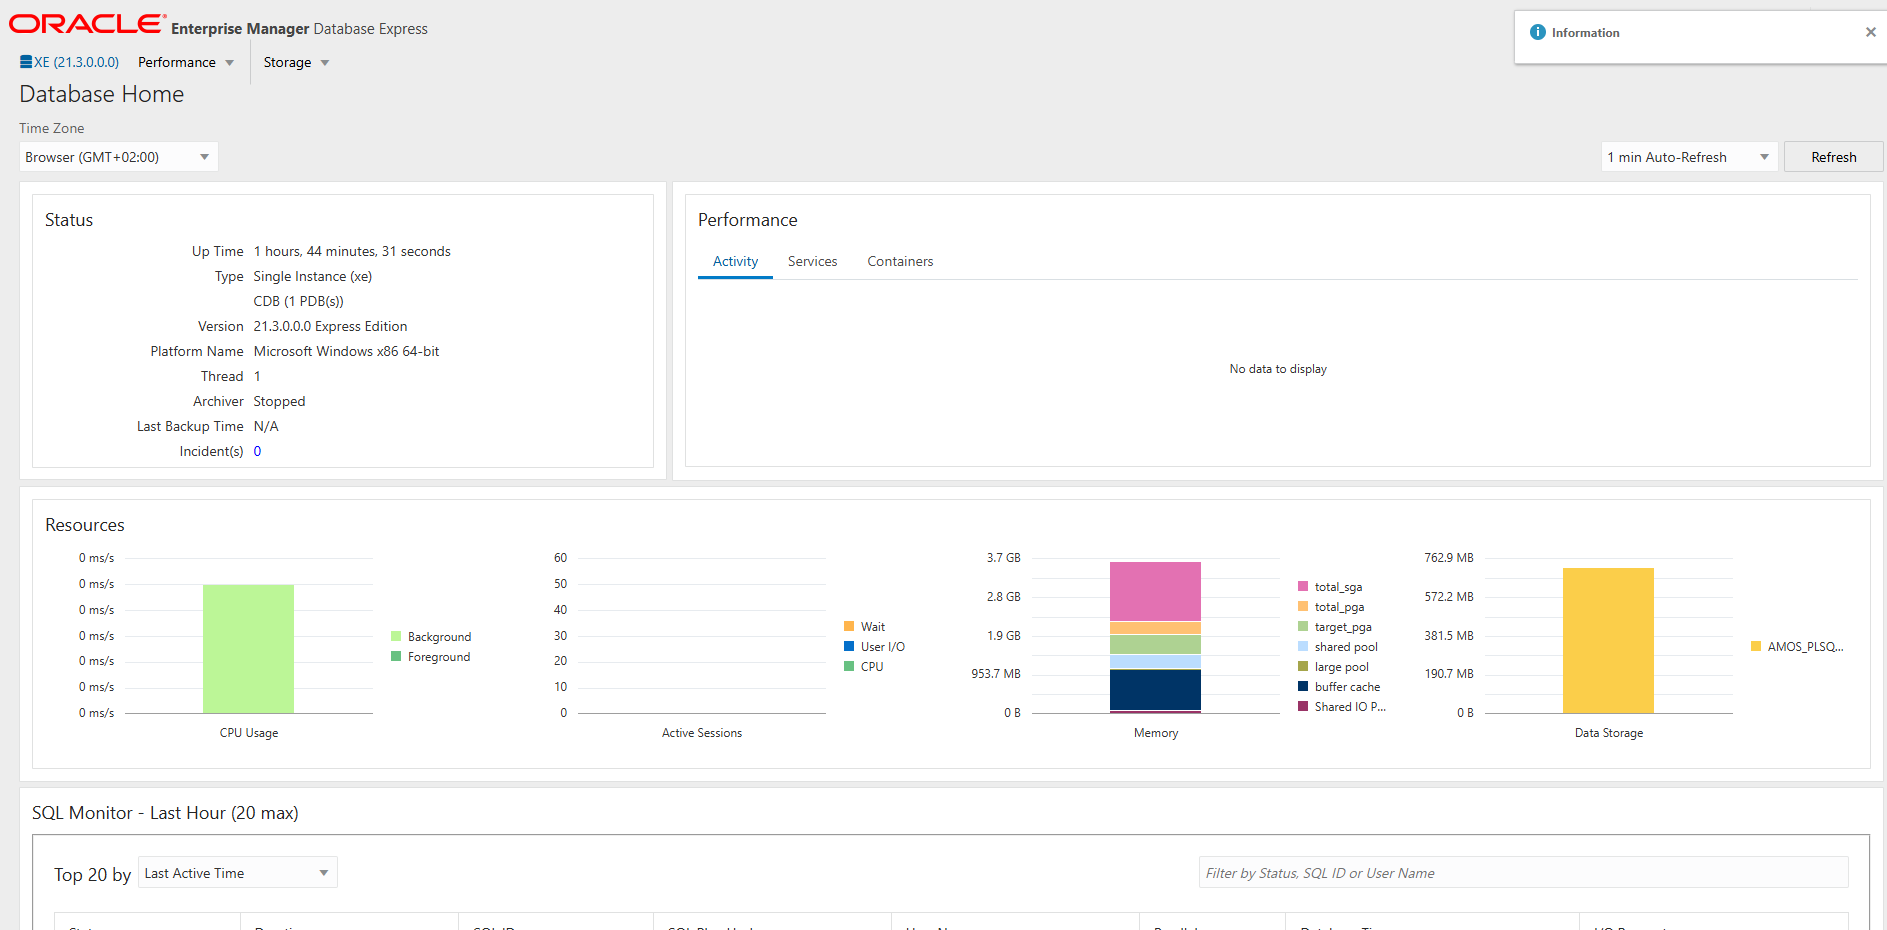 ORACLE Enterprise Manager Database Express
Information
XE (21.3.0.0.0) Performance Storage
Database Home
Time Zone
Browser (GMT+02:00)
1 min Auto-Refresh Refresh
Status
Up Time 1 hours, 44 minutes, 31 seconds
Type Single Instance (xe)
CDB (1 PDB(s))
Version 21.3.0.0.0 Express Edition
Platform Name Microsoft Windows x86 64-bit
Thread 1
Archiver Stopped
Last Backup Time N/A
Incident(s) 0
Performance
Activity Services Containers
No data to display
Resources
0 ms/s
0 ms/s
0 ms/s
0 ms/s
0 ms/s
0 ms/s
0 ms/s
Background
Foreground
CPU Usage
60
50
40
30
20
10
0
Wait
User I/O
CPU
Active Sessions
3.7 GB
2.8 GB
1.9 GB
953.7 MB
0 B
total_sga
total_pga
target_pga
shared pool
large pool
buffer cache
Shared IO P...
Memory
762.9 MB
572.2 MB
381.5 MB
190.7 MB
0 B
AMOS_PLSQ...
Data Storage
SQL Monitor - Last Hour (20 max)
Top 20 by Last Active Time
Filter by Status, SQL ID or User Name